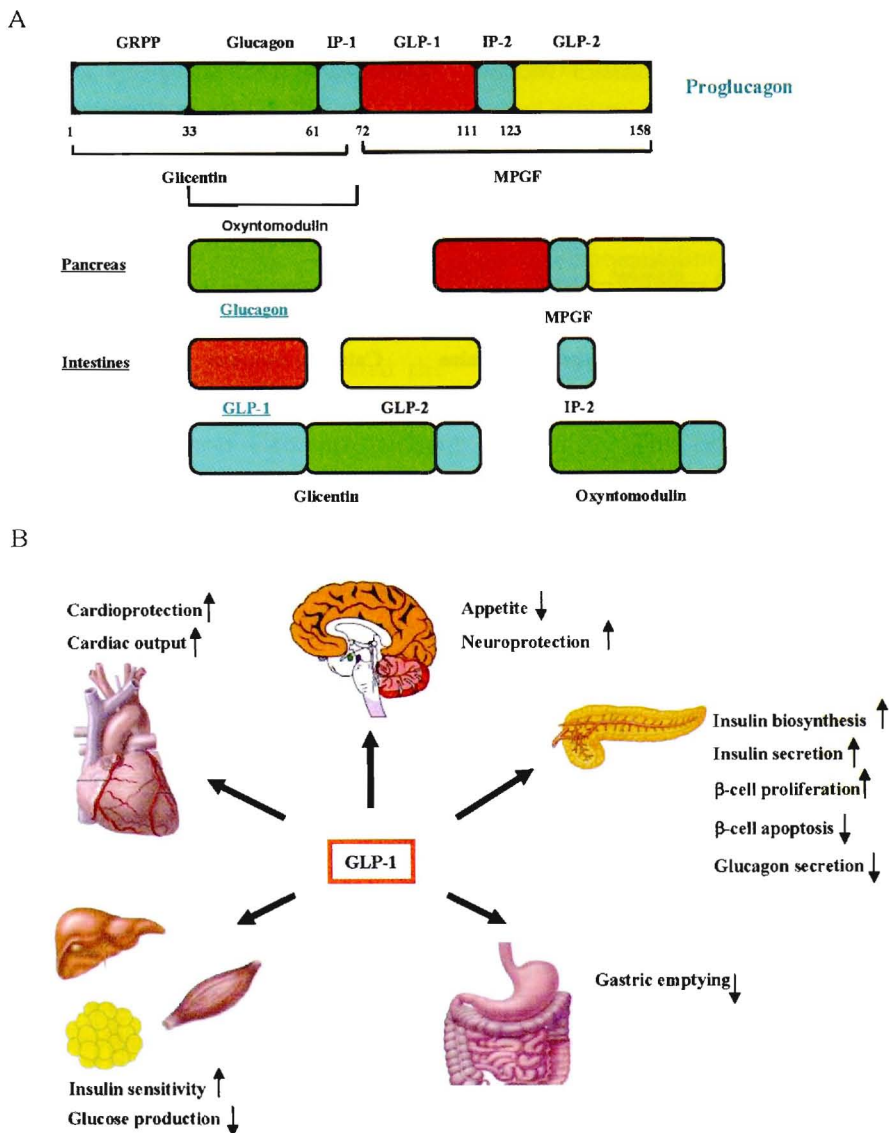 A
GRPP Glucagon IP-1 GLP-1 IP-2 GLP-2
Proglucagon
1 33 61 72 111 123 158
Glicentin MPGF
Oxyntomodulin
Pancreas
Glucagon MPGF
Intestines
GLP-1 GLP-2 IP-2
Glicentin Oxyntomodulin
B
Cardioprotection↑
Cardiac output↑
Appetite↓
Neuroprotection ↑
Insulin biosynthesis ↑
Insulin secretion↑
β-cell proliferation↑
β-cell apoptosis↓
Glucagon secretion↓
GLP-1
Gastric emptying↓
Insulin sensitivity ↑
Glucose production↓